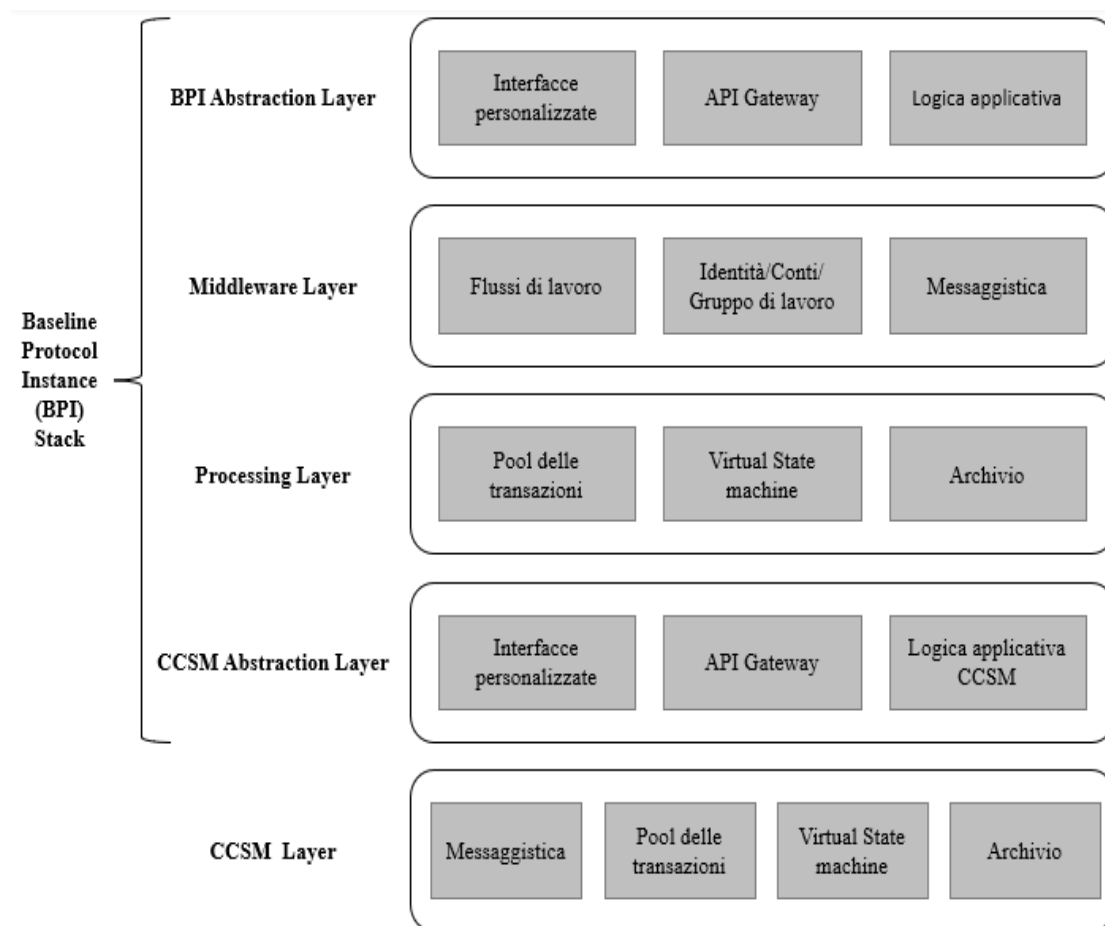 BPI Abstraction Layer
Interfacce
personalizzate
API Gateway
Logica applicativa
Middleware Layer
Flussi di lavoro
Identità/Conti/
Gruppo di lavoro
Messaggistica
Baseline
Protocol
Instance
(BPI)
Stack
Processing Layer
Pool delle
transazioni
Virtual State
machine
Archivio
CCSM Abstraction Layer
Interfacce
personalizzate
API Gateway
Logica applicativa
CCSM
CCSM Layer
Messaggistica
Pool delle
transazioni
Virtual State
machine
Archivio